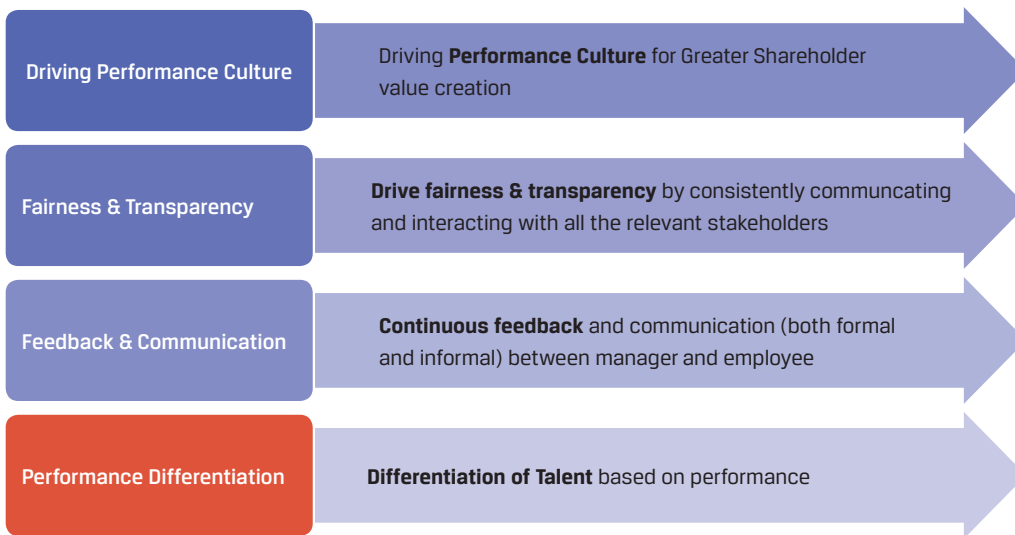 Driving Performance Culture
Driving Performance Culture for Greater Shareholder
value creation
Fairness & Transparency
Drive fairness & transparency by consistently communcating
and interacting with all the relevant stakeholders
Feedback & Communication
Continuous feedback and communication (both formal
and informal) between manager and employee
Performance Differentiation
Differentiation of Talent based on performance